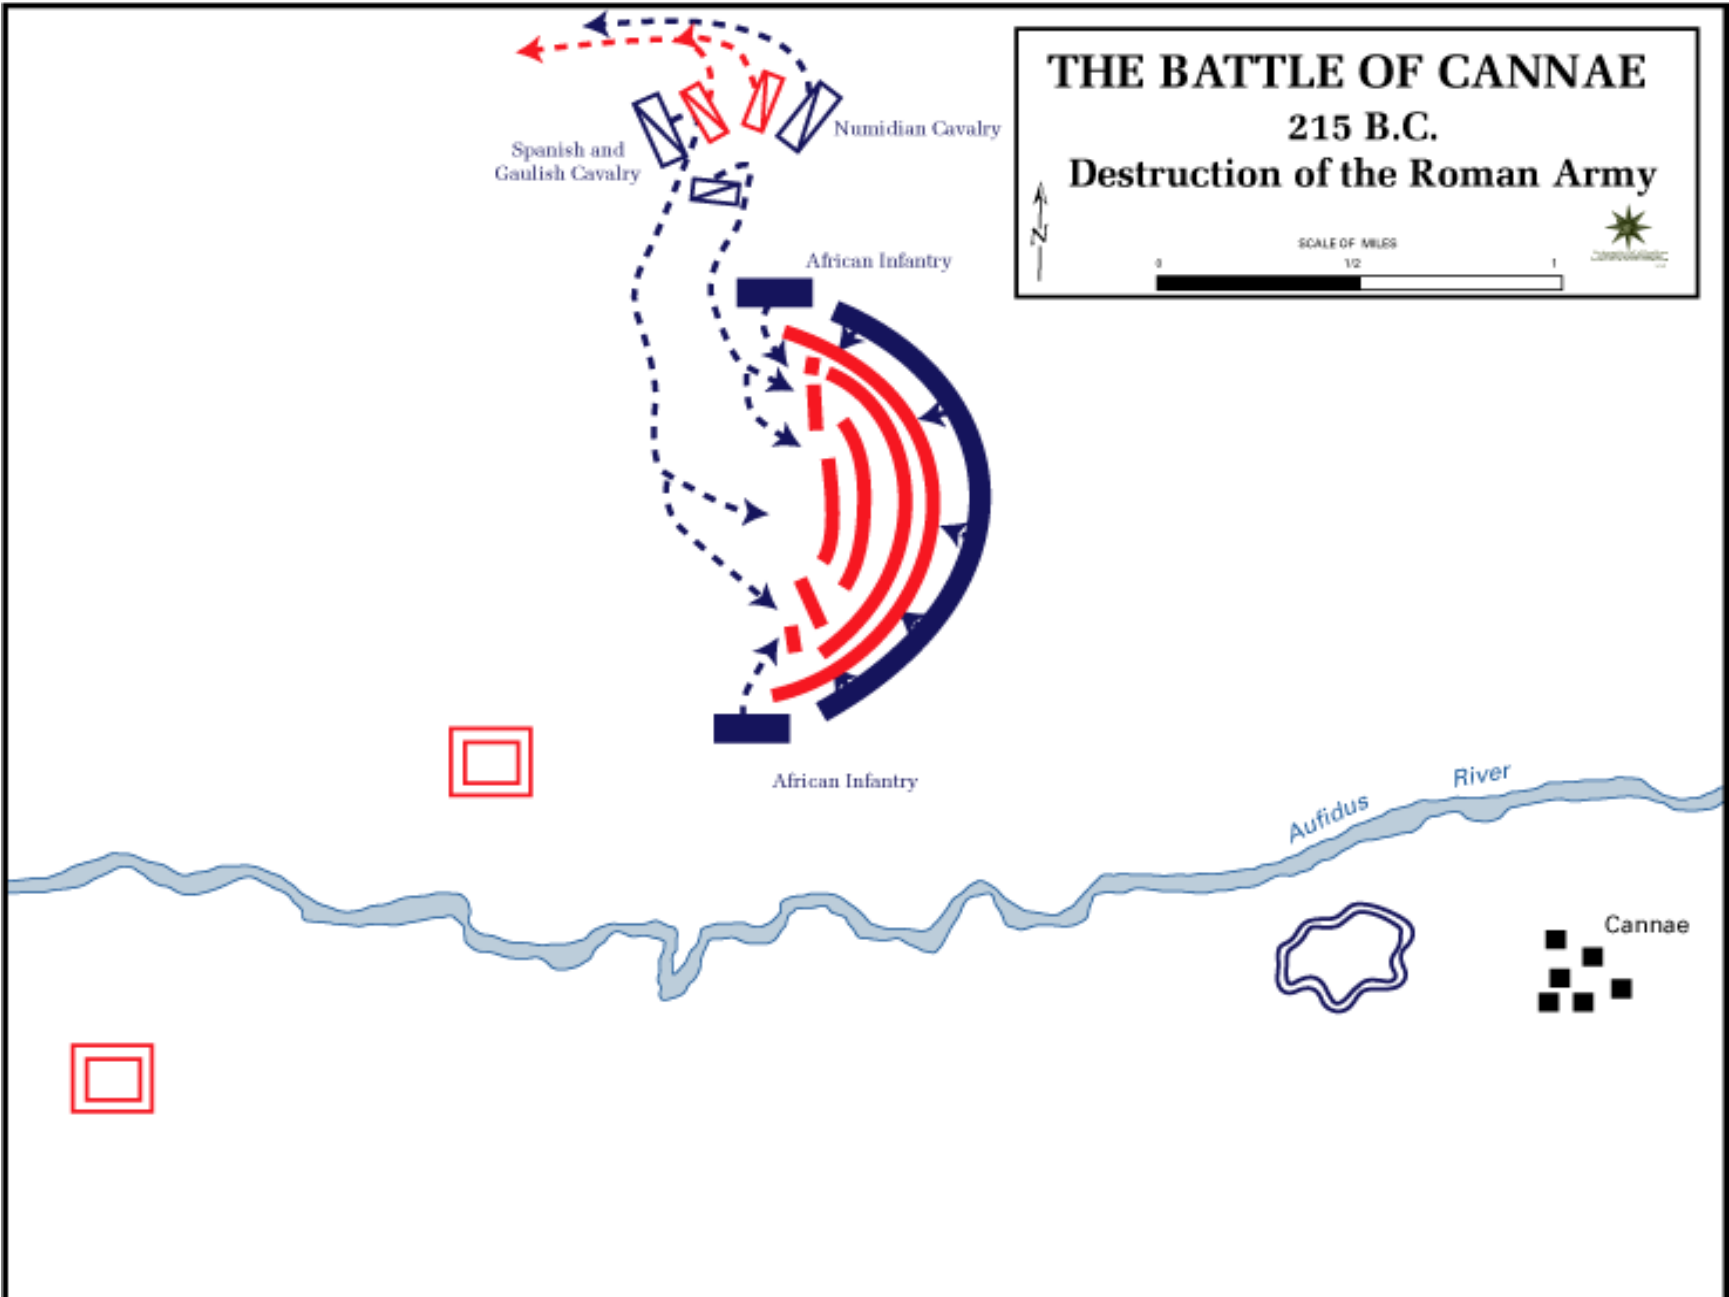 THE BATTLE OF CANNAE
215 B.C.
Destruction of the Roman Army
N
SCALE OF MILES
0 1/2 1
Numidian Cavalry
Spanish and
Gaulish Cavalry
African Infantry
African Infantry
Aufidus River
Cannae